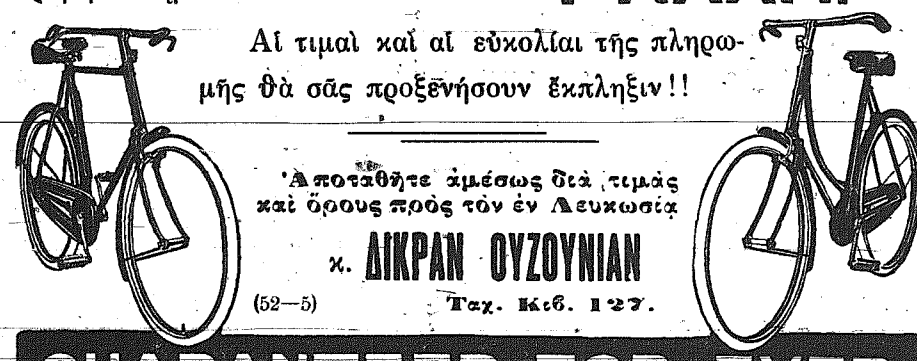 Αἱ τιμαὶ καὶ αἱ εὐκολίαι τῆς πληρω-
μῆς θὰ σᾶς προξενήσουν ἔκπληξιν!!
Ἀποταθῆτε ἀμέσως διὰ τιμὰς
καὶ ὅρους πρὸς τὸν ἐν Λευκωσίᾳ
κ. ΔΙΚΡΑΝ ΟΥΖΟΥΝΙΑΝ
(52—5) Ταχ. Κιβ. 127.